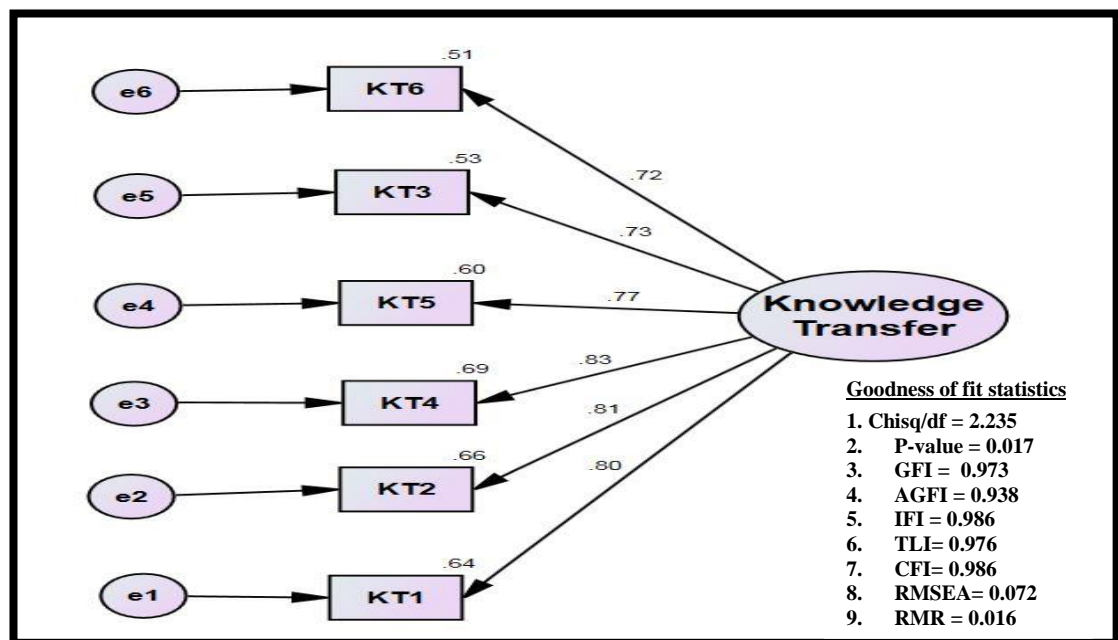 .51
e6
KT6
.72
.53
e5
KT3
.73
.60
e4
KT5
.77
Knowledge
Transfer
.69
e3
KT4
.83
.66
e2
KT2
.81
.64
e1
KT1
.80
Goodness of fit statistics
1. Chisq/df = 2.235
2. P-value = 0.017
3. GFI = 0.973
4. AGFI = 0.938
5. IFI = 0.986
6. TLI= 0.976
7. CFI= 0.986
8. RMSEA= 0.072
9. RMR = 0.016